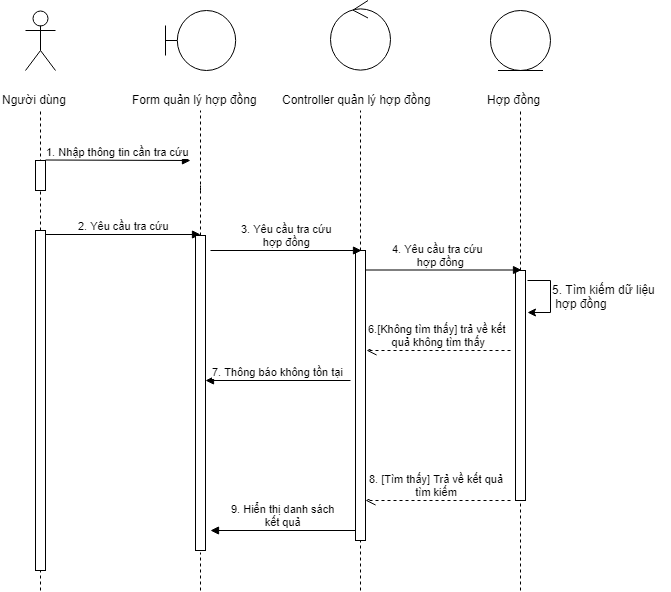 Người dùng
Form quản lý hợp đồng
Controller quản lý hợp đồng
Hợp đồng
1. Nhập thông tin cần tra cứu
2. Yêu cầu tra cứu
3. Yêu cầu tra cứu
hợp đồng
4. Yêu cầu tra cứu
hợp đồng
5. Tìm kiếm dữ liệu
hợp đồng
6.[Không tìm thấy] trả về kết
quả không tìm thấy
7. Thông báo không tồn tại
8. [Tìm thấy] Trả về kết quả
tìm kiếm
9. Hiển thị danh sách
kết quả